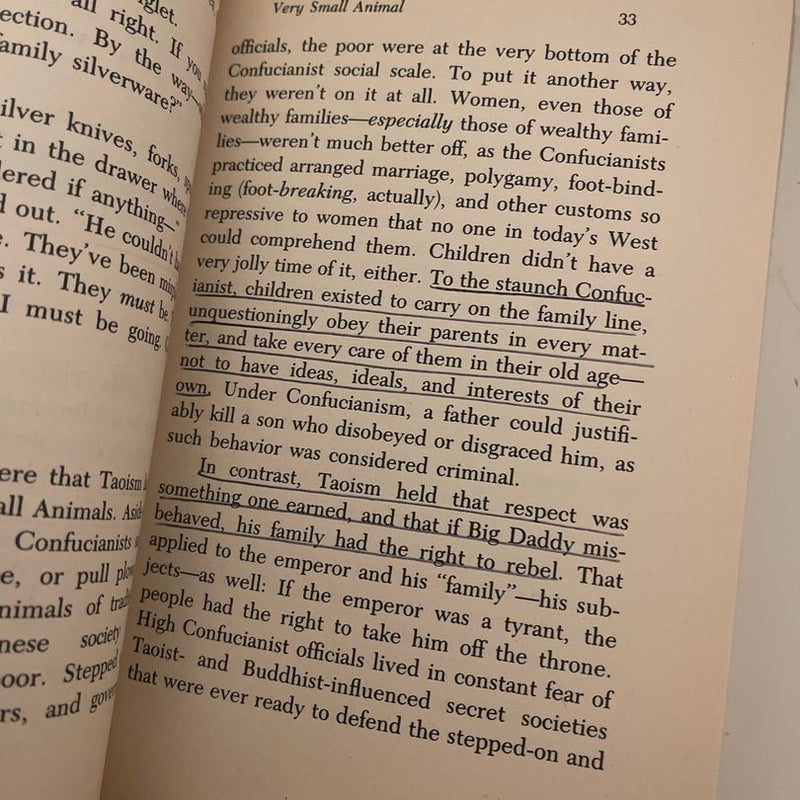 glet.
all right. If you
ection. By the way—
family silverware?"
ilver knives, forks,
in the drawer where
ered if anything—"
d out. "He couldn't
. They've been
s it. They must be
I must be going.
ere that Taoism
all Animals.
Confucianists
e, or pull
nimals of
nese society
oor. Stepped
rs, and
Very Small Animal
33
officials, the poor were at the very bottom of the
Confucianist social scale. To put it another way,
they weren't on it at all. Women, even those of
wealthy families—especially those of wealthy fami-
lies—weren't much better off, as the Confucianists
practiced arranged marriage, polygamy, foot-bind-
ing (foot-breaking, actually), and other customs so
repressive to women that no one in today's West
could comprehend them. Children didn't have a
very jolly time of it, either. To the staunch Confuc-
ianist, children existed to carry on the family line,
unquestioningly obey their parents in every mat-
ter, and take every care of them in their old age—
not to have ideas, ideals, and interests of their
own. Under Confucianism, a father could justifi-
ably kill a son who disobeyed or disgraced him, as
such behavior was considered criminal.
In contrast, Taoism held that respect was
something one earned, and that if Big Daddy mis-
behaved, his family had the right to rebel. That
applied to the emperor and his "family"—his sub-
jects—as well: If the emperor was a tyrant, the
people had the right to take him off the throne.
High Confucianist officials lived in constant fear of
Taoist- and Buddhist-influenced secret societies
that were ever ready to defend the stepped-on and